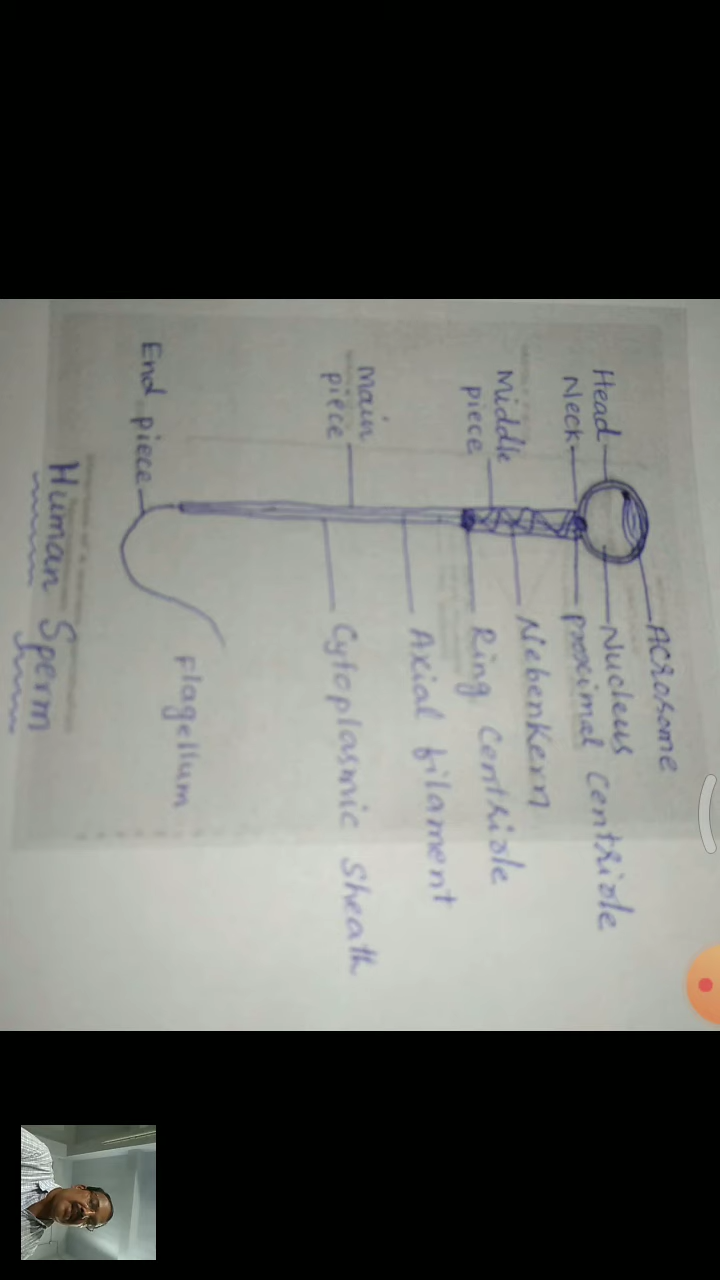 Acrosome
Head
Nucleus
Neck
Proximal Centriole
Middle
piece
Niebenkern
Ring Centriole
Axial filament
Main
piece
Cytoplasmic Sheath
End piece
Flagellum
Human Sperm